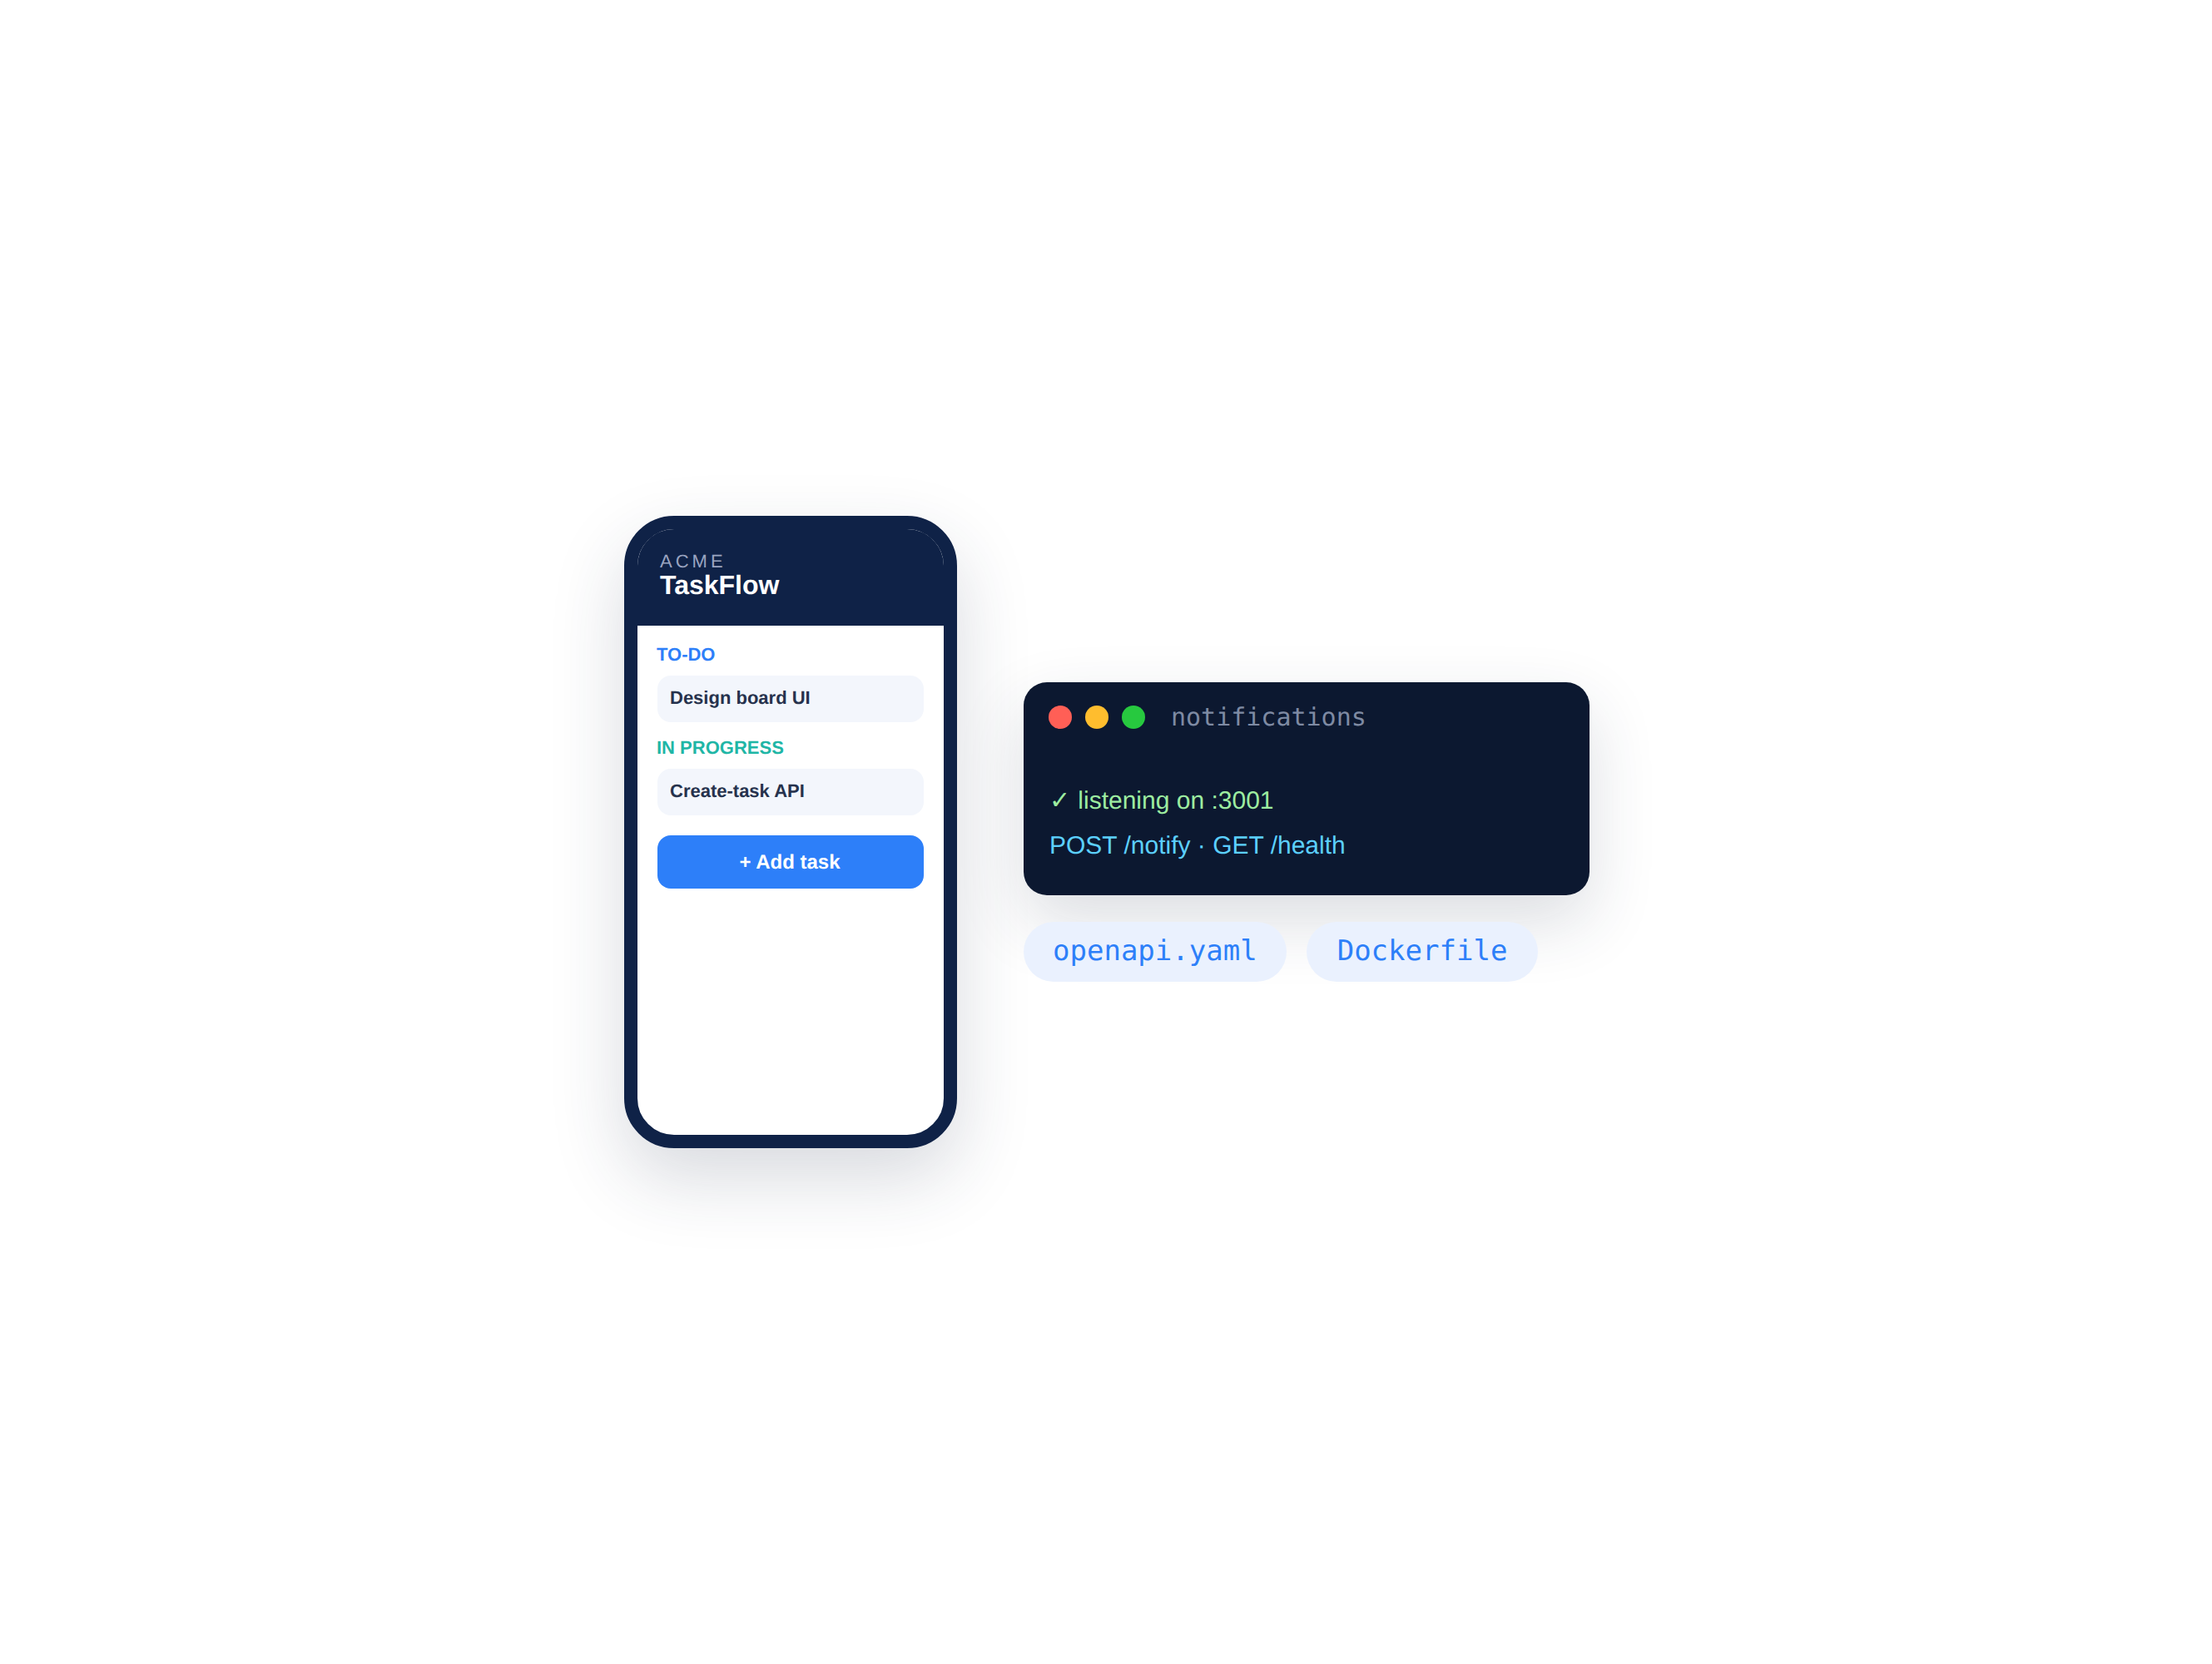 ACME
TaskFlow
TO-DO
Design board UI
IN PROGRESS
Create-task API
+ Add task
notifications
✓ listening on :3001
POST /notify · GET /health
openapi.yaml
Dockerfile